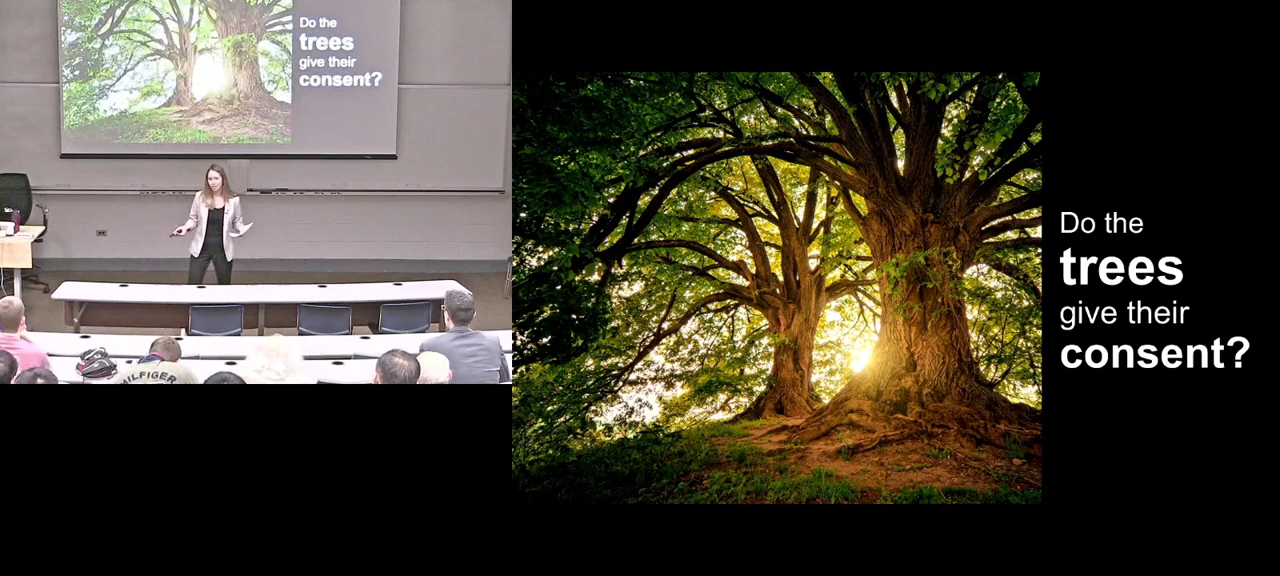 Do the
trees
give their
consent?
HILFIGER
Do the
trees
give their
consent?